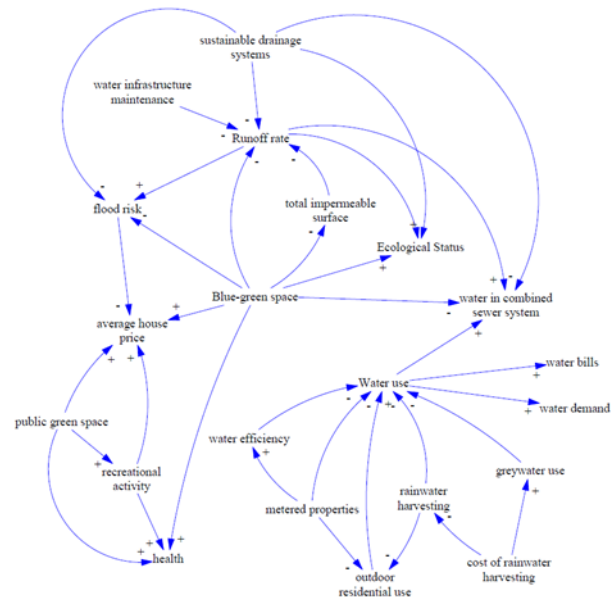 sustainable drainage
systems
water infrastructure
maintenance
-
-
Runoff rate
-
-
-
+
flood risk
-
total impermeable
surface
-
+
Ecological Status
+
Blue-green space
+
-
water in combined
sewer system
-
+
-
+
average house
price
+
+
Water use
water bills
+
-
-
+
-
-
water demand
+
public green space
+
recreational
activity
water efficiency
+
greywater use
+
metered properties
rainwater
harvesting
-
+
+
+
health
-
-
outdoor
residential use
cost of rainwater
harvesting